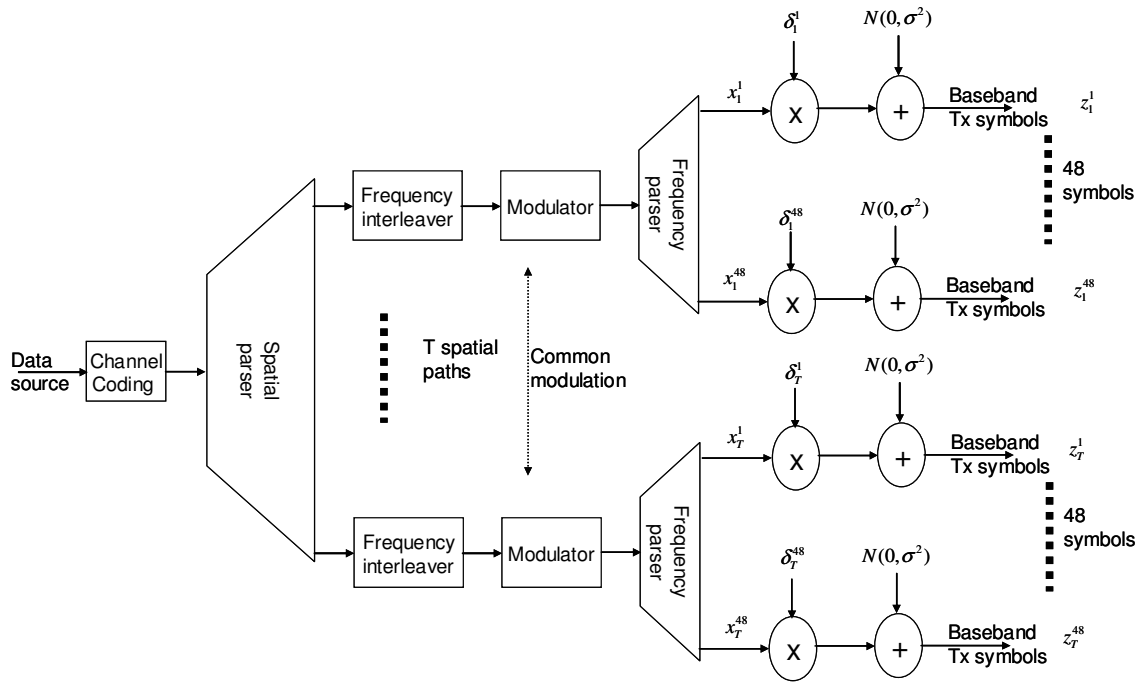 Data
source
Channel
Coding
Spatial
parser
Frequency
interleaver
Modulator
Frequency
parser
x_1^1
δ_1^1
X
N(0, σ²)
+
Baseband
Tx symbols
z_1^1
48
symbols
x_1^48
δ_1^48
X
N(0, σ²)
+
Baseband
Tx symbols
z_1^48
T spatial
paths
Common
modulation
Frequency
interleaver
Modulator
Frequency
parser
x_T^1
δ_T^1
X
N(0, σ²)
+
Baseband
Tx symbols
z_T^1
48
symbols
x_T^48
δ_T^48
X
N(0, σ²)
+
Baseband
Tx symbols
z_T^48